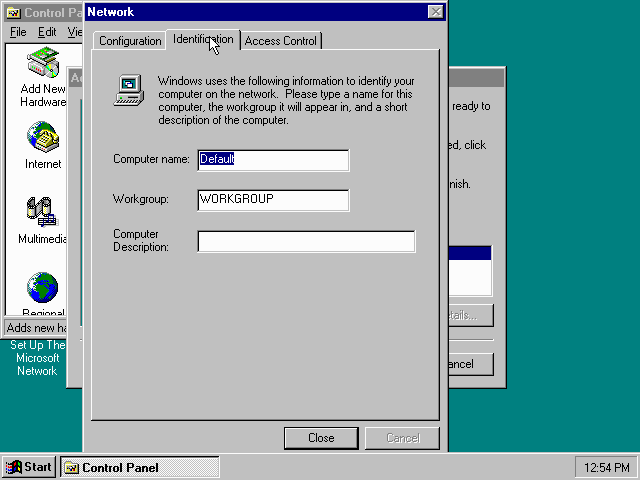 Control Pa
Network
File Edit Vi
Configuration Identification Access Control
Add New
Hardware
Internet
Multimedia
Regional
Windows uses the following information to identify your
computer on the network. Please type a name for this
computer, the workgroup it will appear in, and a short
description of the computer.
Computer name: Default
Workgroup: WORKGROUP
Computer
Description:
ready to
ed, click
nish.
etails...
ancel
Adds new ha
Set Up The
Microsoft
Network
Close Cancel
Start Control Panel 12:54 PM